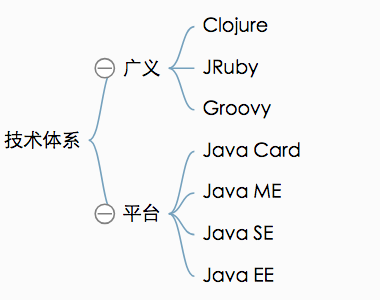 技术体系
广义
Clojure
JRuby
Groovy
平台
Java Card
Java ME
Java SE
Java EE